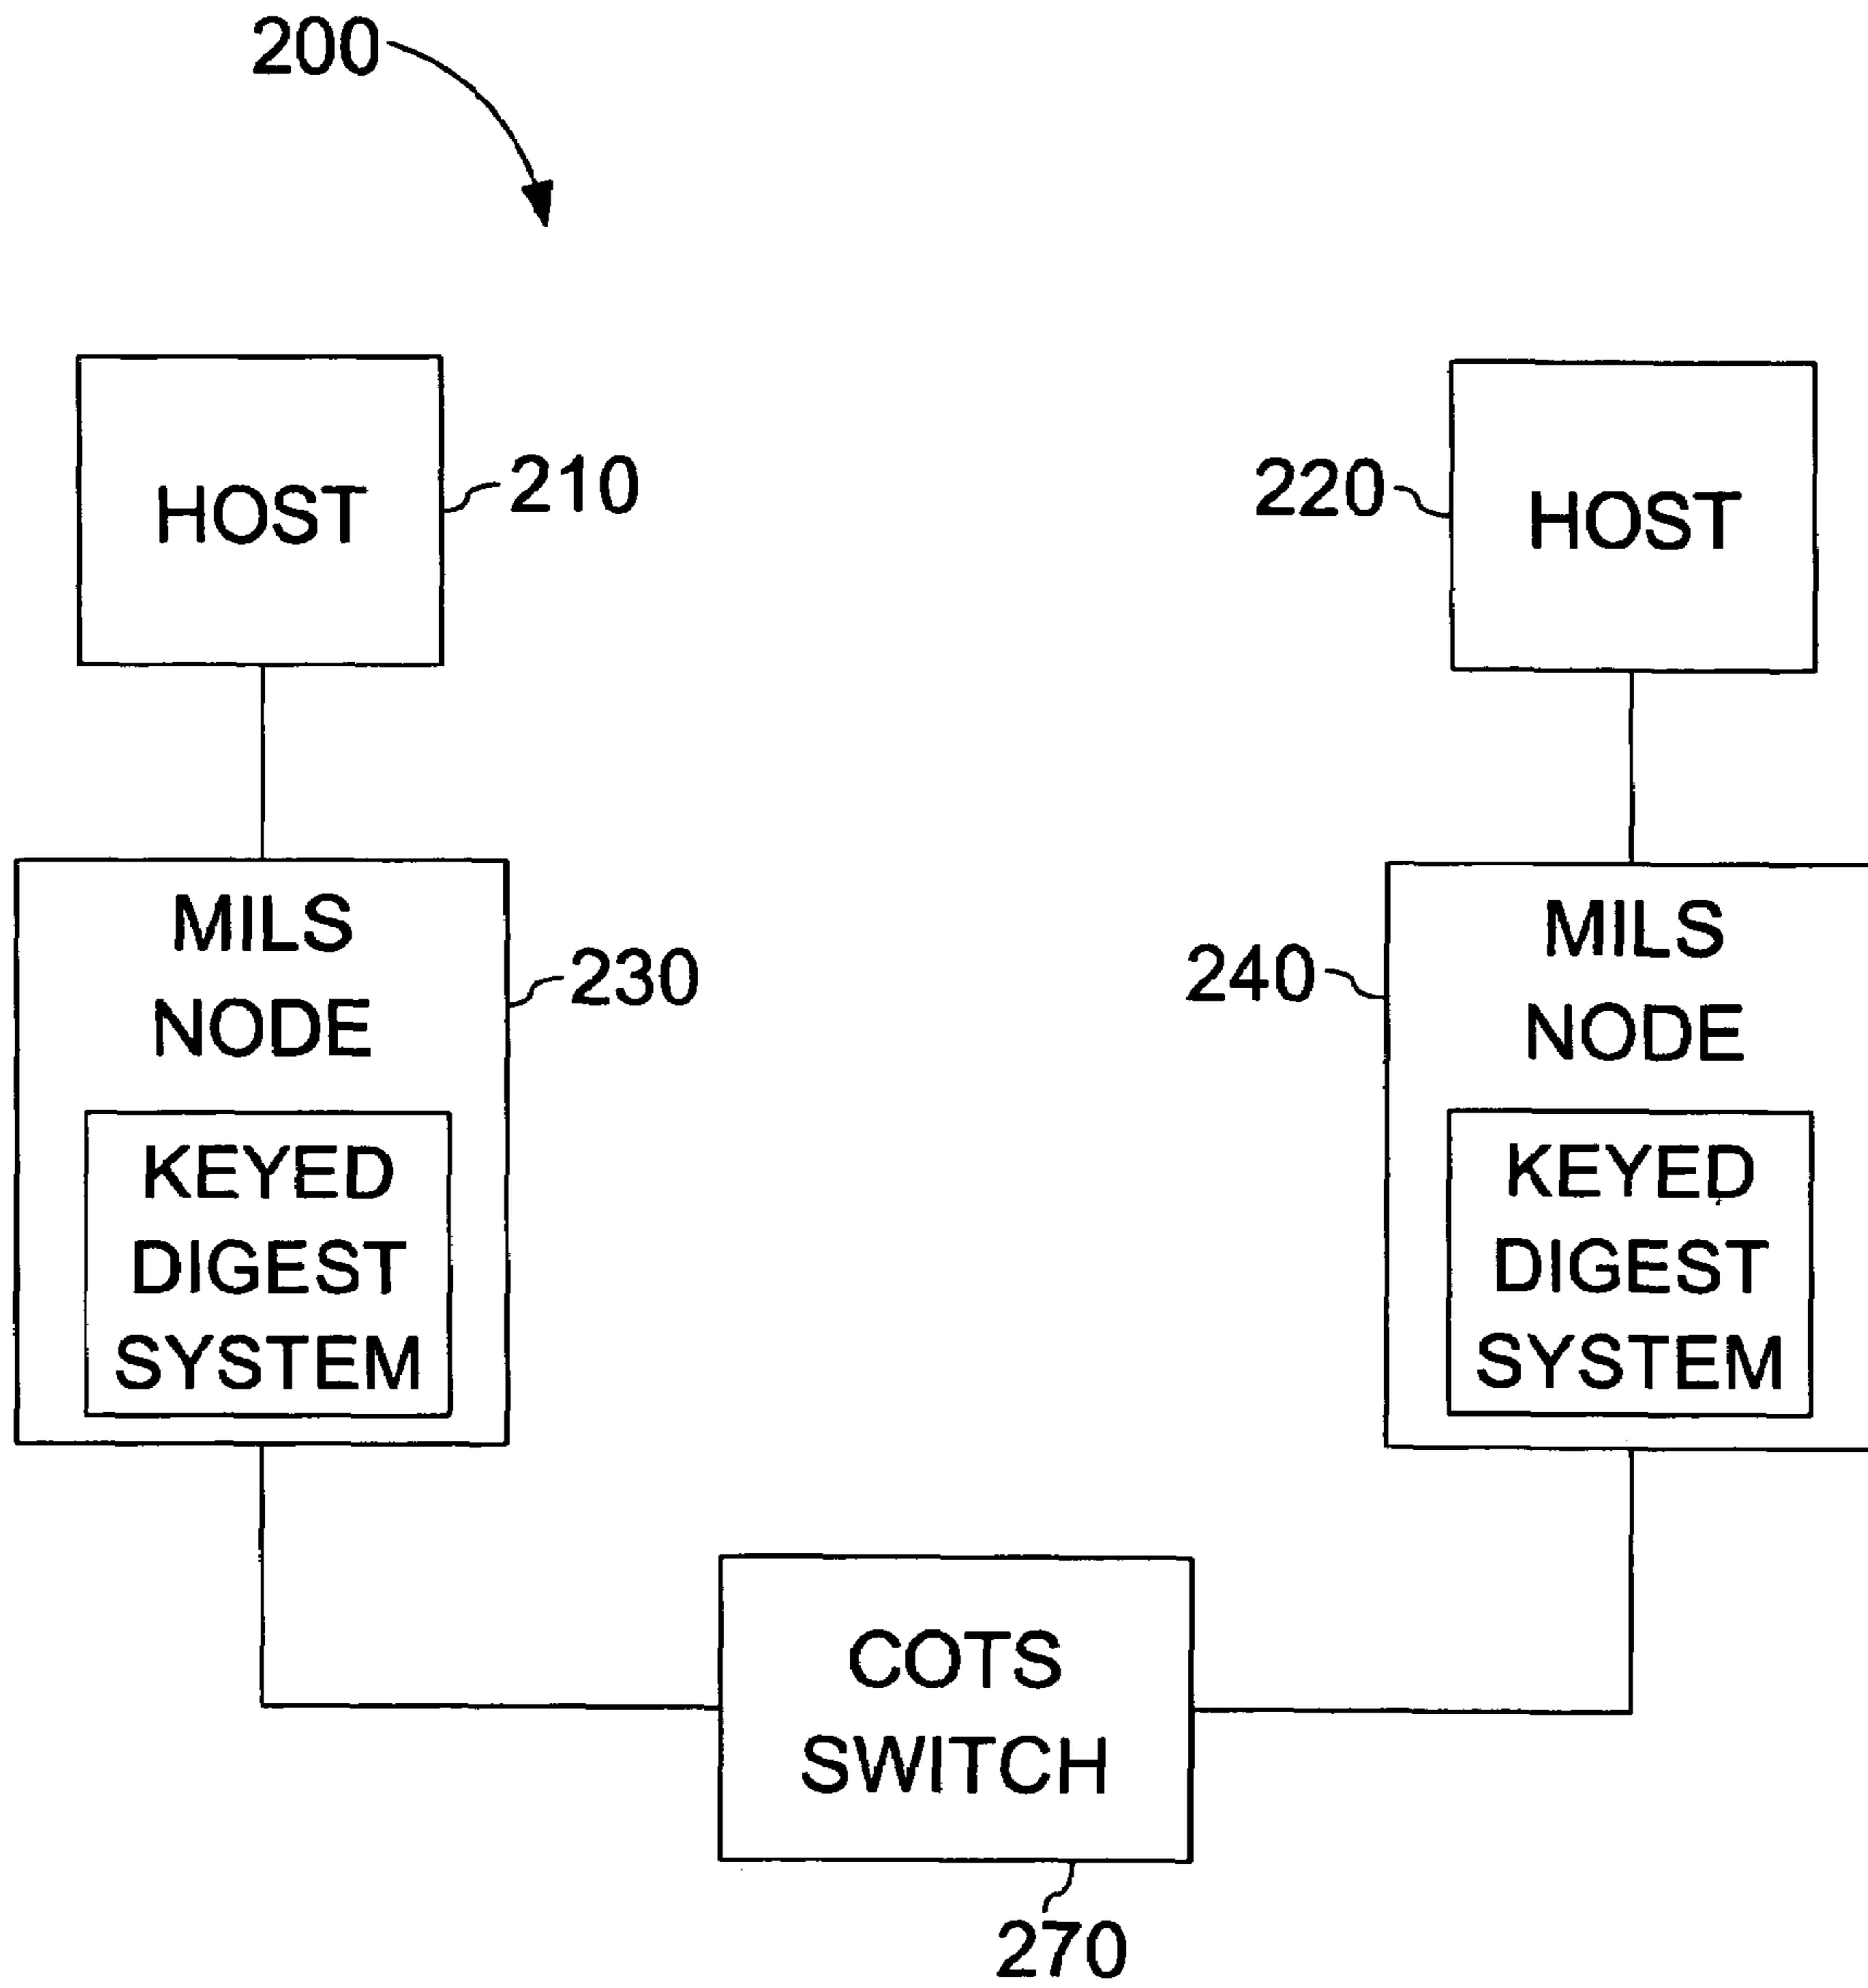 200
HOST
210
220
HOST
MILS
NODE
230
KEYED
DIGEST
SYSTEM
240
MILS
NODE
KEYED
DIGEST
SYSTEM
COTS
SWITCH
270